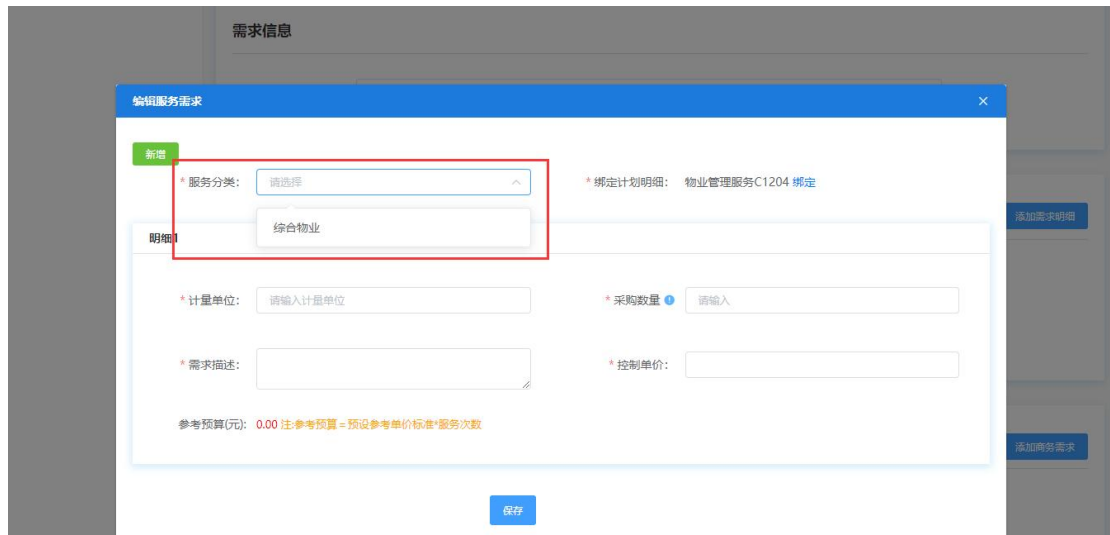 需求信息
编辑服务需求
新增
* 服务分类： 请选择 * 绑定计划明细： 物业管理服务C1204 绑定
添加需求明细
综合物业
明细1
* 计量单位： 请输入计量单位 * 采购数量 请输入
* 需求描述： * 控制单价：
参考预算(元): 0.00 注:参考预算=预设参考单价标准*服务次数
添加商务需求
保存